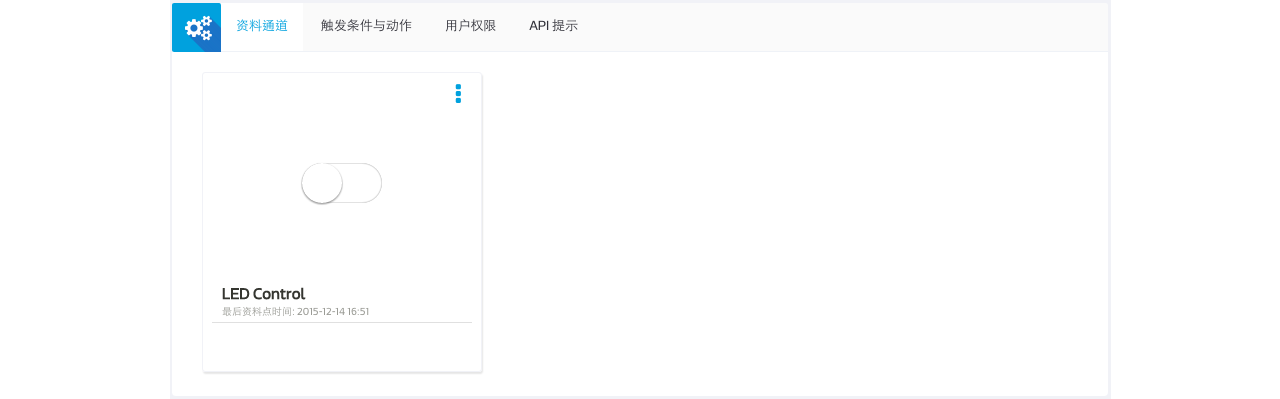 资料通道 触发条件与动作 用户权限 API 提示
LED Control
最后资料点时间: 2015-12-14 16:51